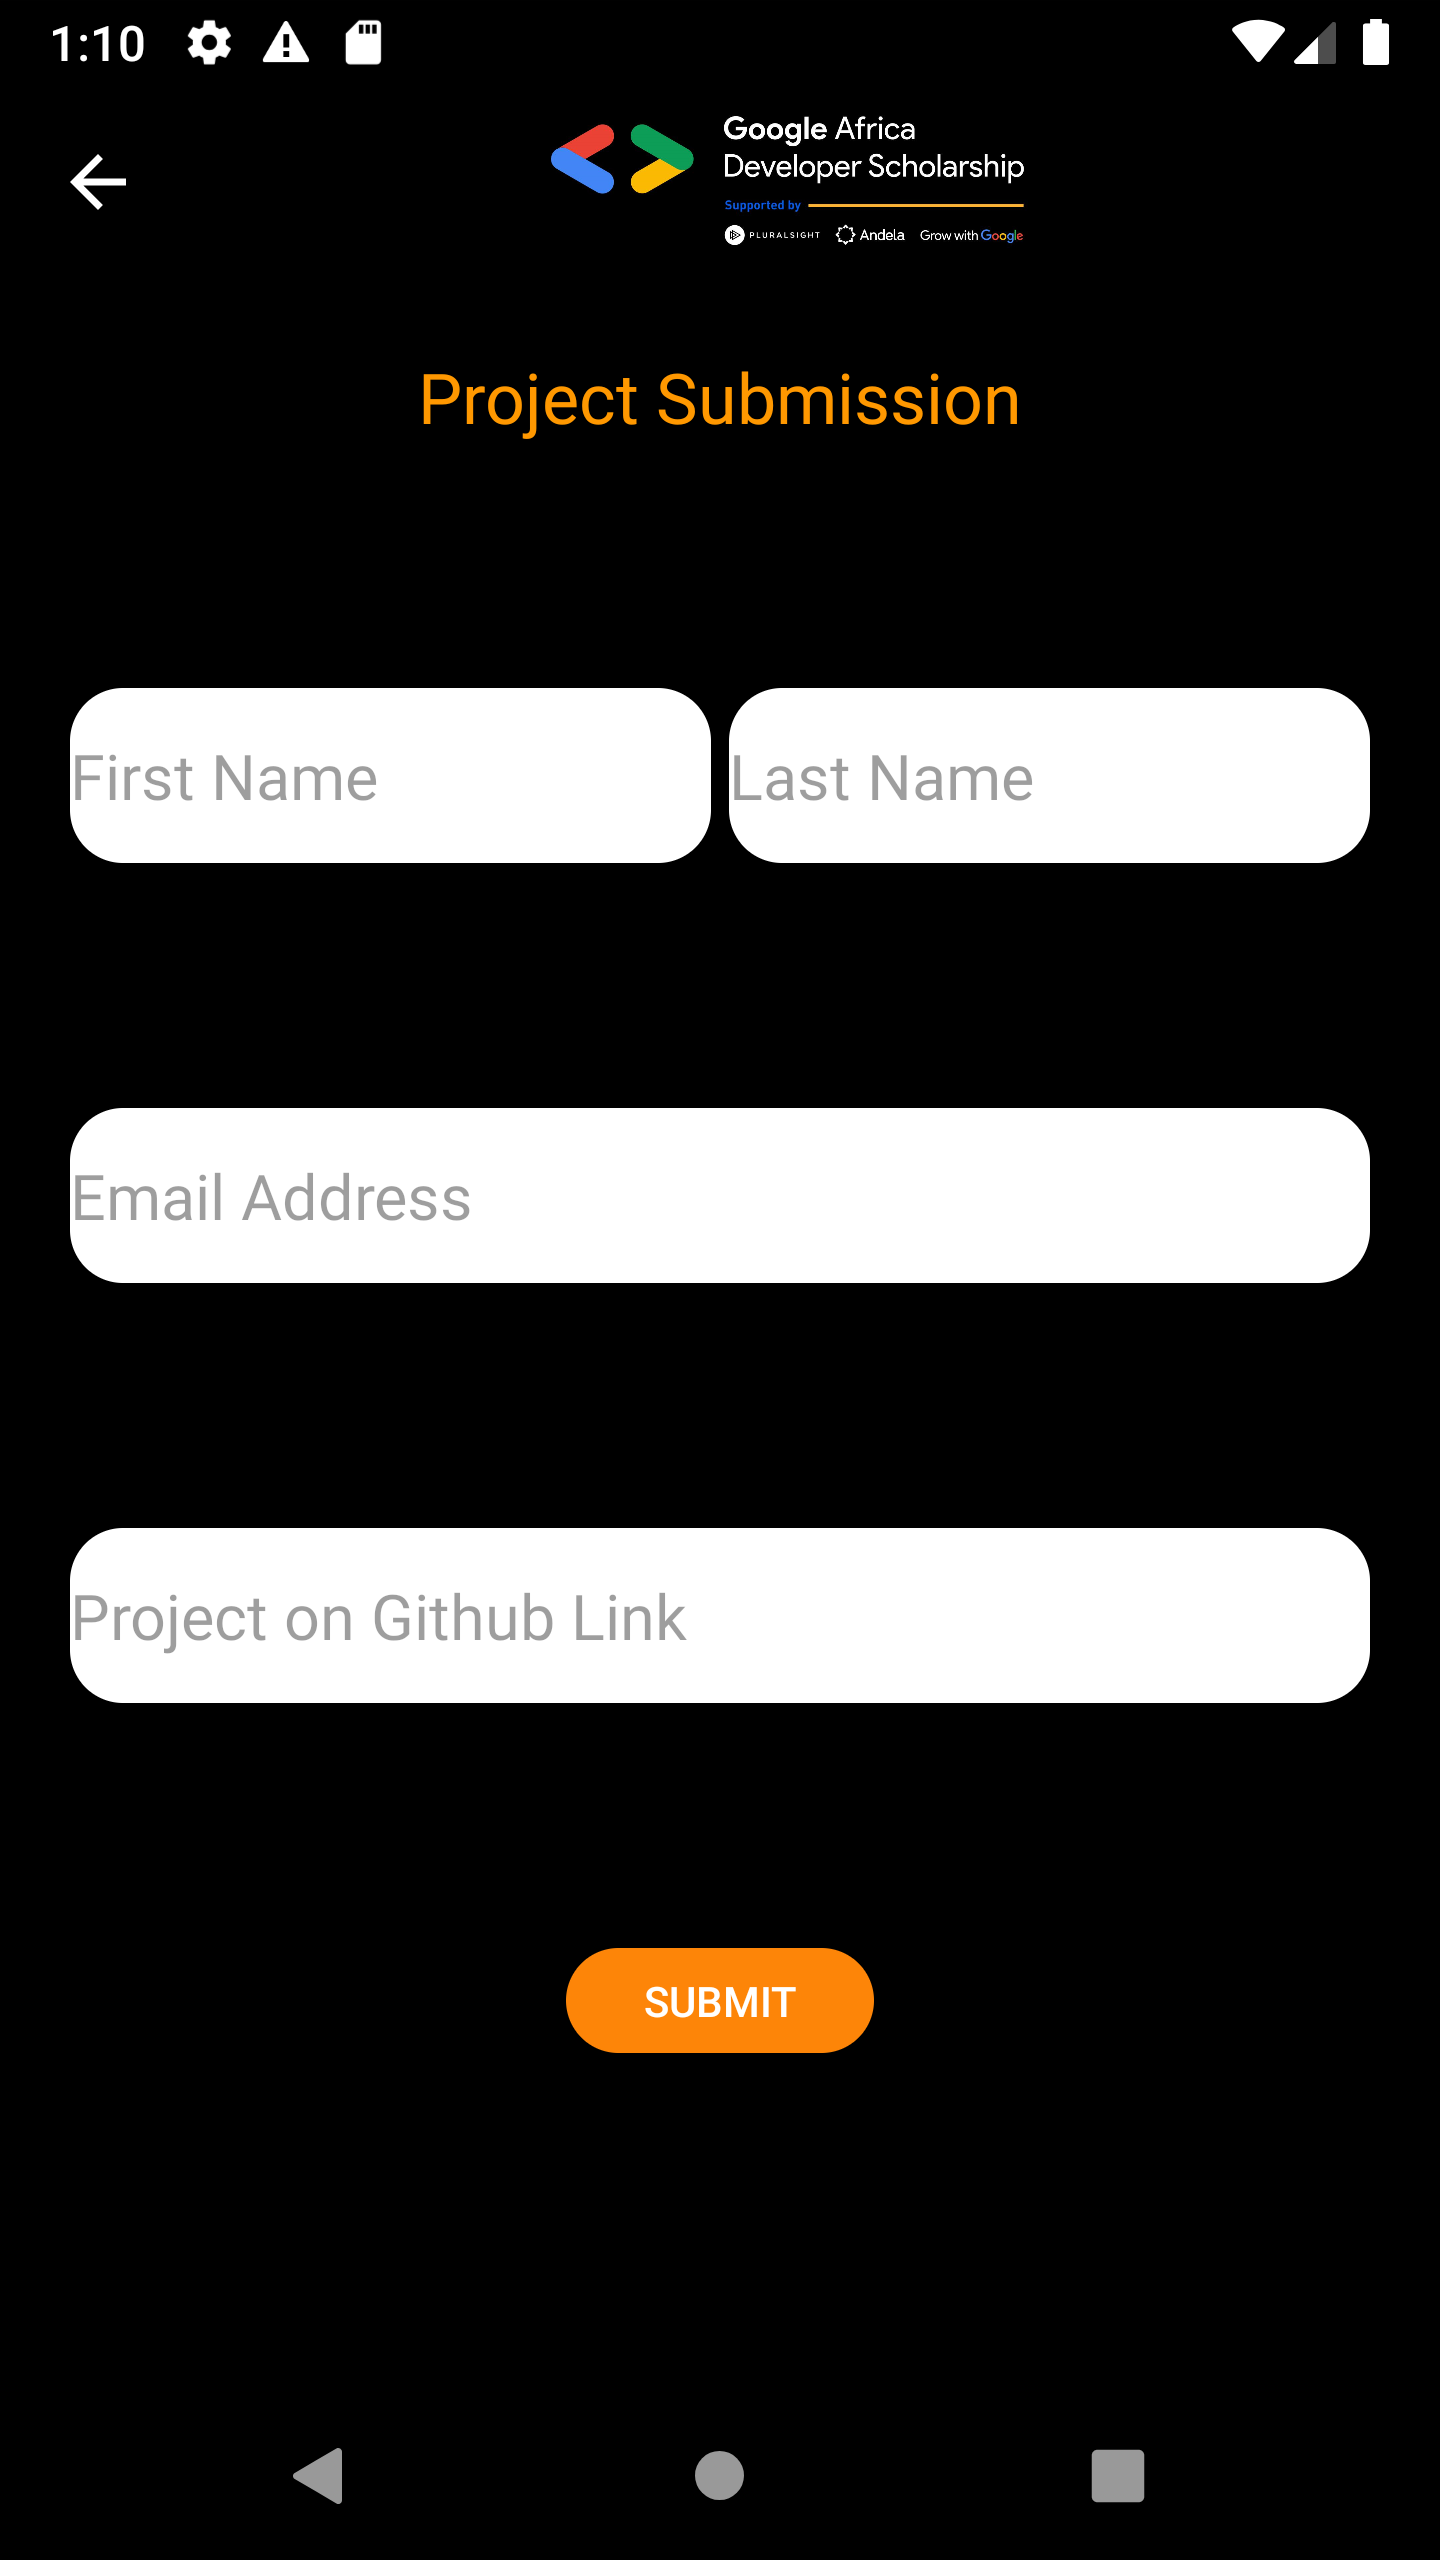 1:10
Google Africa
Developer Scholarship
Supported by
PLURALSIGHT Andela Grow with Google
Project Submission
First Name Last Name
Email Address
Project on Github Link
SUBMIT